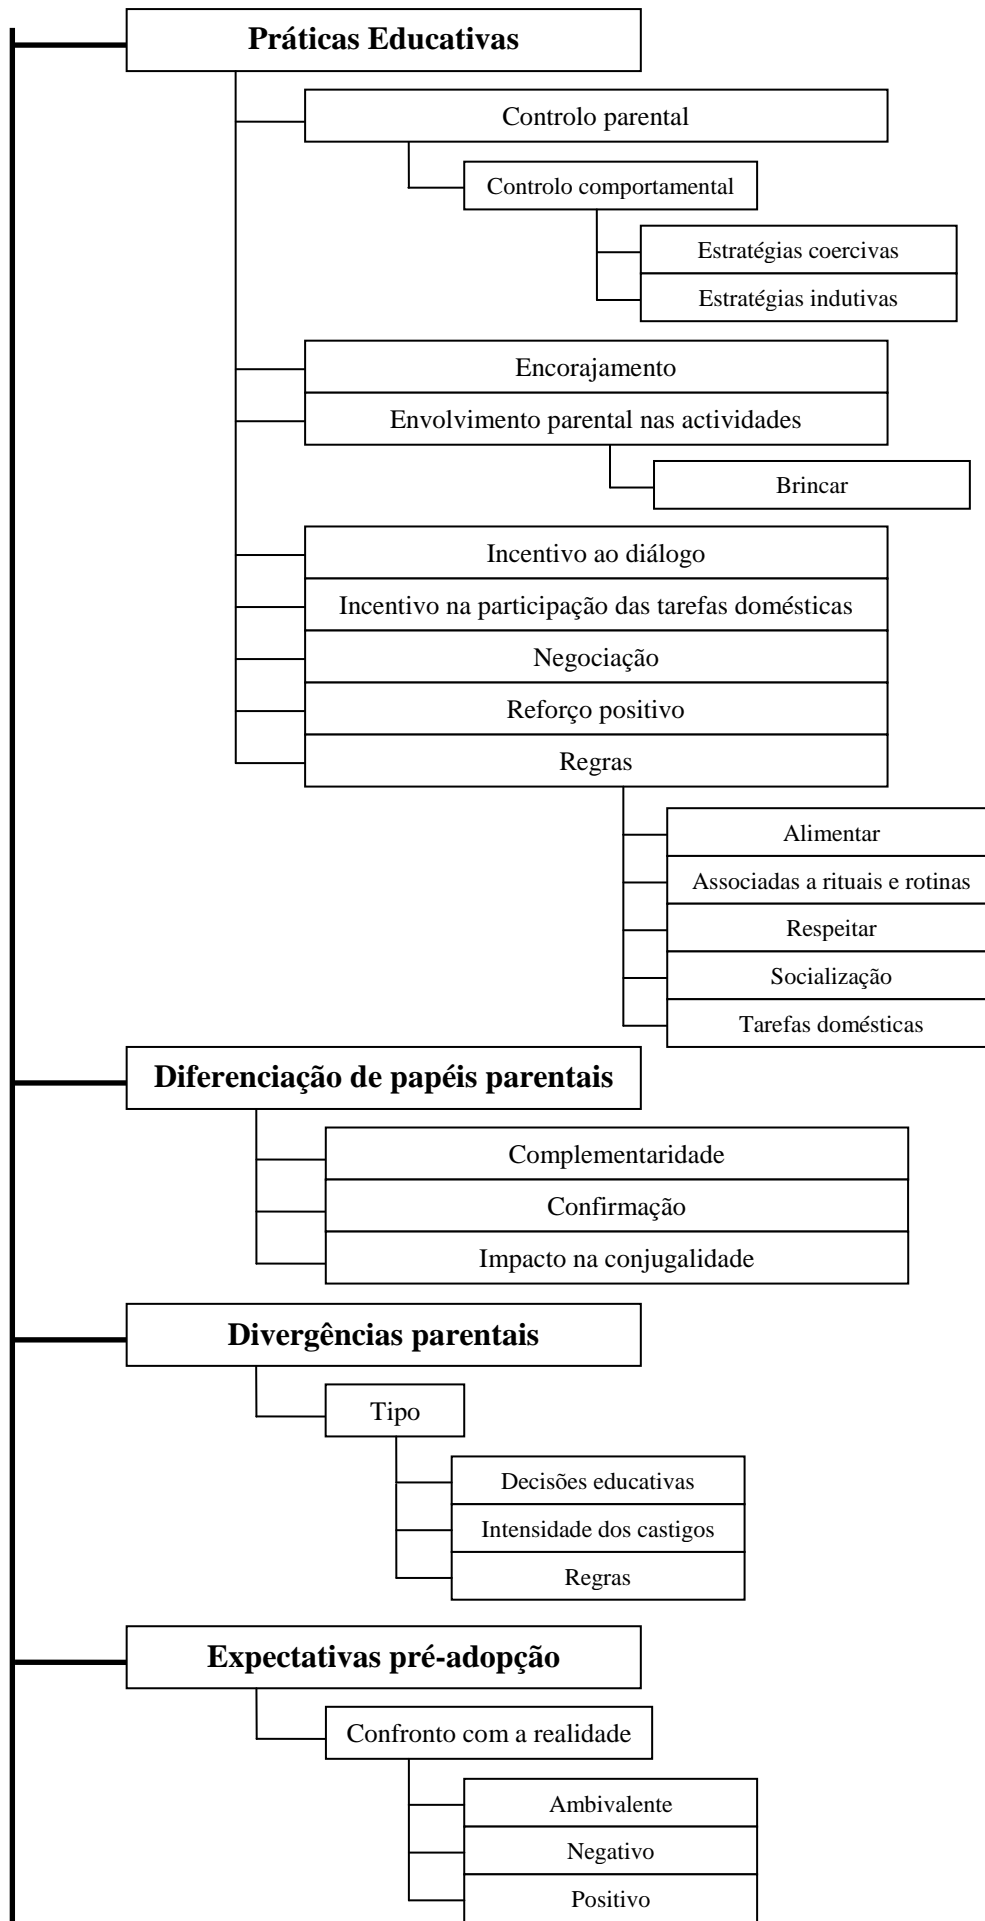 Práticas Educativas
Controlo parental
Controlo comportamental
Estratégias coercivas
Estratégias indutivas
Encorajamento
Envolvimento parental nas actividades
Brincar
Incentivo ao diálogo
Incentivo na participação das tarefas domésticas
Negociação
Reforço positivo
Regras
Alimentar
Associadas a rituais e rotinas
Respeitar
Socialização
Tarefas domésticas
Diferenciação de papéis parentais
Complementaridade
Confirmação
Impacto na conjugalidade
Divergências parentais
Tipo
Decisões educativas
Intensidade dos castigos
Regras
Expectativas pré-adopção
Confronto com a realidade
Ambivalente
Negativo
Positivo